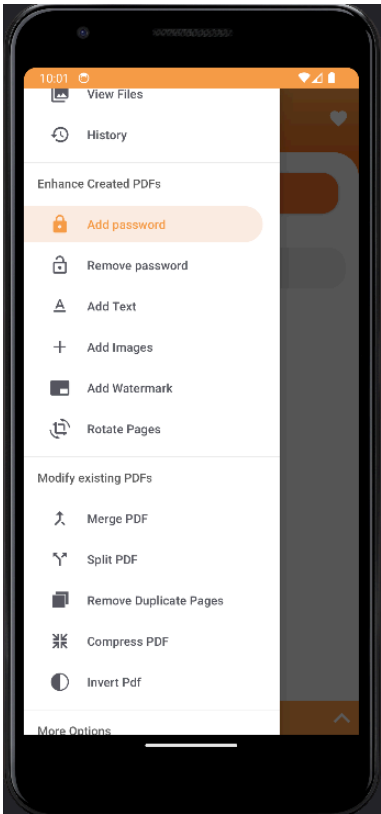 10:01
View Files
History
Enhance Created PDFs
Add password
Remove password
Add Text
Add Images
Add Watermark
Rotate Pages
Modify existing PDFs
Merge PDF
Split PDF
Remove Duplicate Pages
Compress PDF
Invert Pdf
More Options